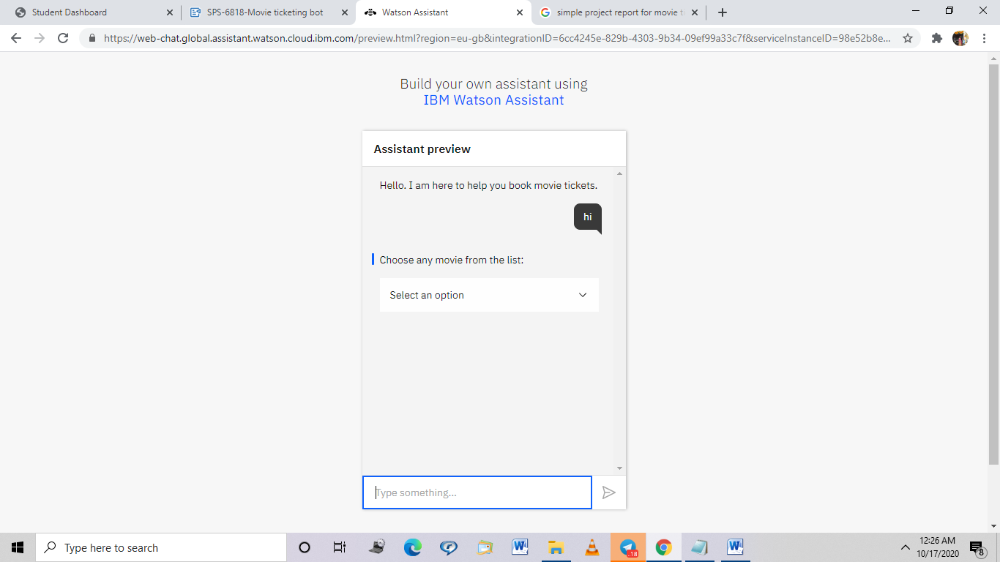 Student Dashboard
SPS-6818-Movie ticketing bot
Watson Assistant
simple project report for movie t
https://web-chat.global.assistant.watson.cloud.ibm.com/preview.html?region=eu-gb&integrationID=6cc4245e-829b-4303-9b34-09ef99a33c7f&serviceInstanceID=98e52b8e...
Build your own assistant using
IBM Watson Assistant
Assistant preview
Hello. I am here to help you book movie tickets.
hi
Choose any movie from the list:
Select an option
Type something...
Type here to search
..18
12:26 AM
10/17/2020
8